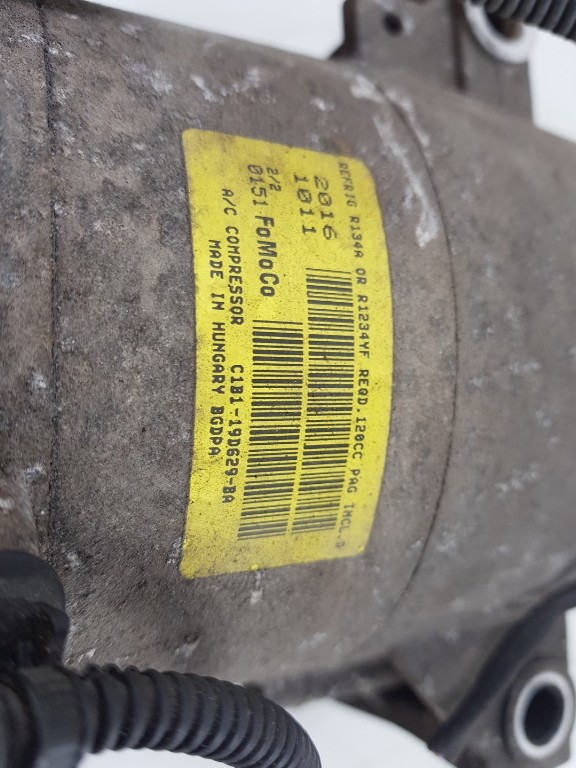 REFRIG R134A OR R1234YF REQD.120CC PAG INCL.O
2016
1011
2/2
0151 FoMoCo
A/C COMPRESSOR C1B1-19D629-BA
MADE IN HUNGARY BGDPA